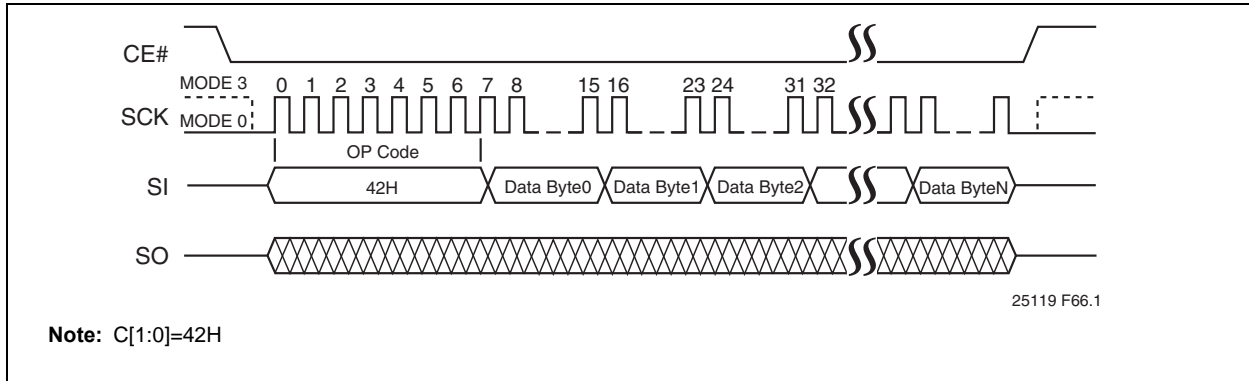 CE#
MODE 3
0 1 2 3 4 5 6 7 8 15 16 23 24 31 32
SCK
MODE 0
OP Code
SI
42H
Data Byte0
Data Byte1
Data Byte2
Data ByteN
SO
25119 F66.1
Note: C[1:0]=42H